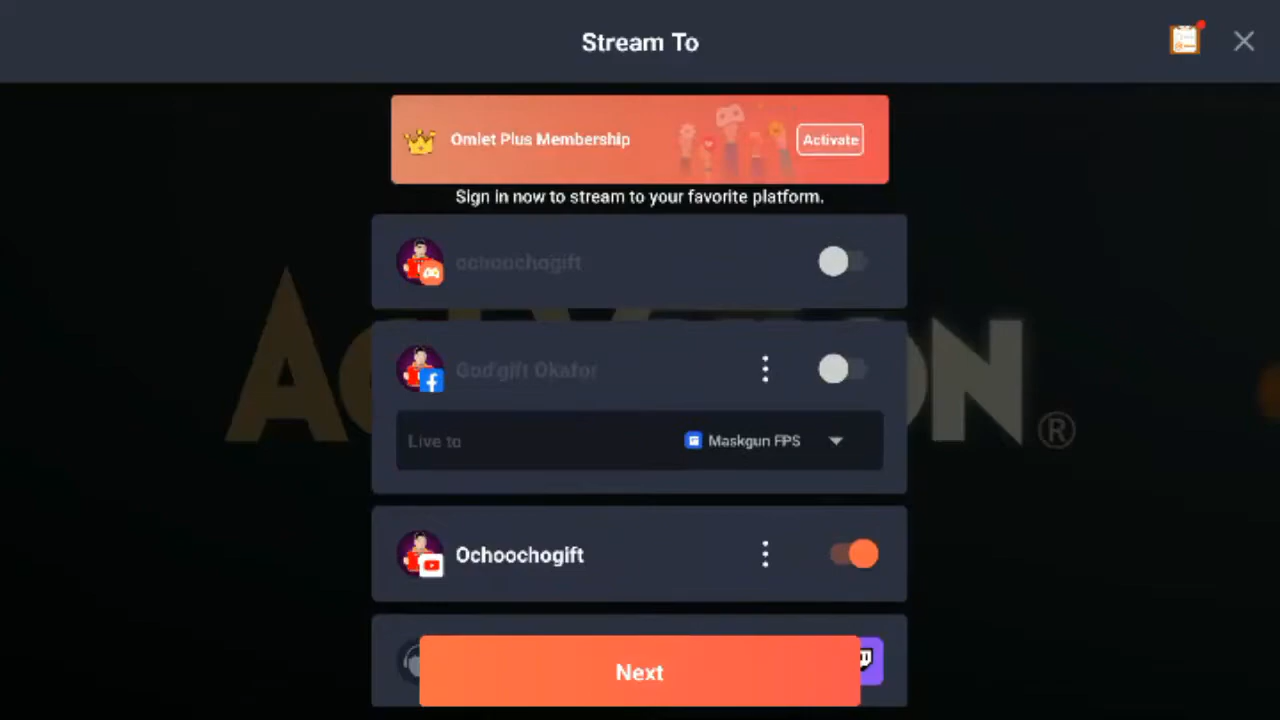 Stream To
Omlet Plus Membership
Activate
Sign in now to stream to your favorite platform.
ochoochogift
God'gift Okafor
Live to
Maskgun FPS
Ochoochogift
Next
ACTIVISION®